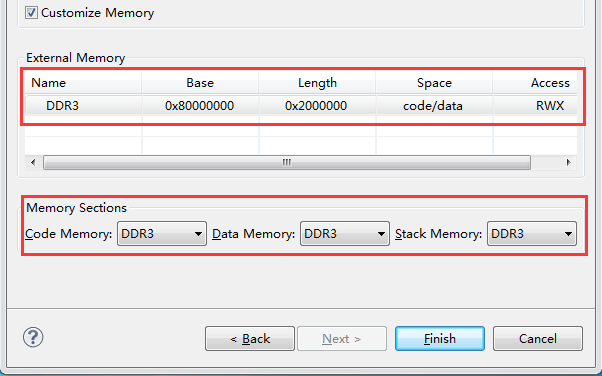 Customize Memory
External Memory
Name Base Length Space Access
DDR3 0x80000000 0x2000000 code/data RWX
Memory Sections
Code Memory: DDR3 Data Memory: DDR3 Stack Memory: DDR3
? < Back Next > Finish Cancel